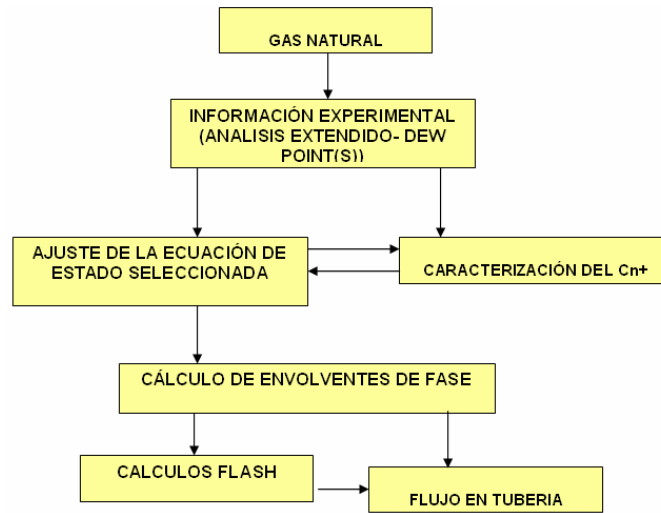 GAS NATURAL
INFORMACIÓN EXPERIMENTAL
(ANALISIS EXTENDIDO- DEW
POINT(S))
AJUSTE DE LA ECUACIÓN DE
ESTADO SELECCIONADA
CARACTERIZACIÓN DEL Cn+
CÁLCULO DE ENVOLVENTES DE FASE
CALCULOS FLASH
FLUJO EN TUBERIA